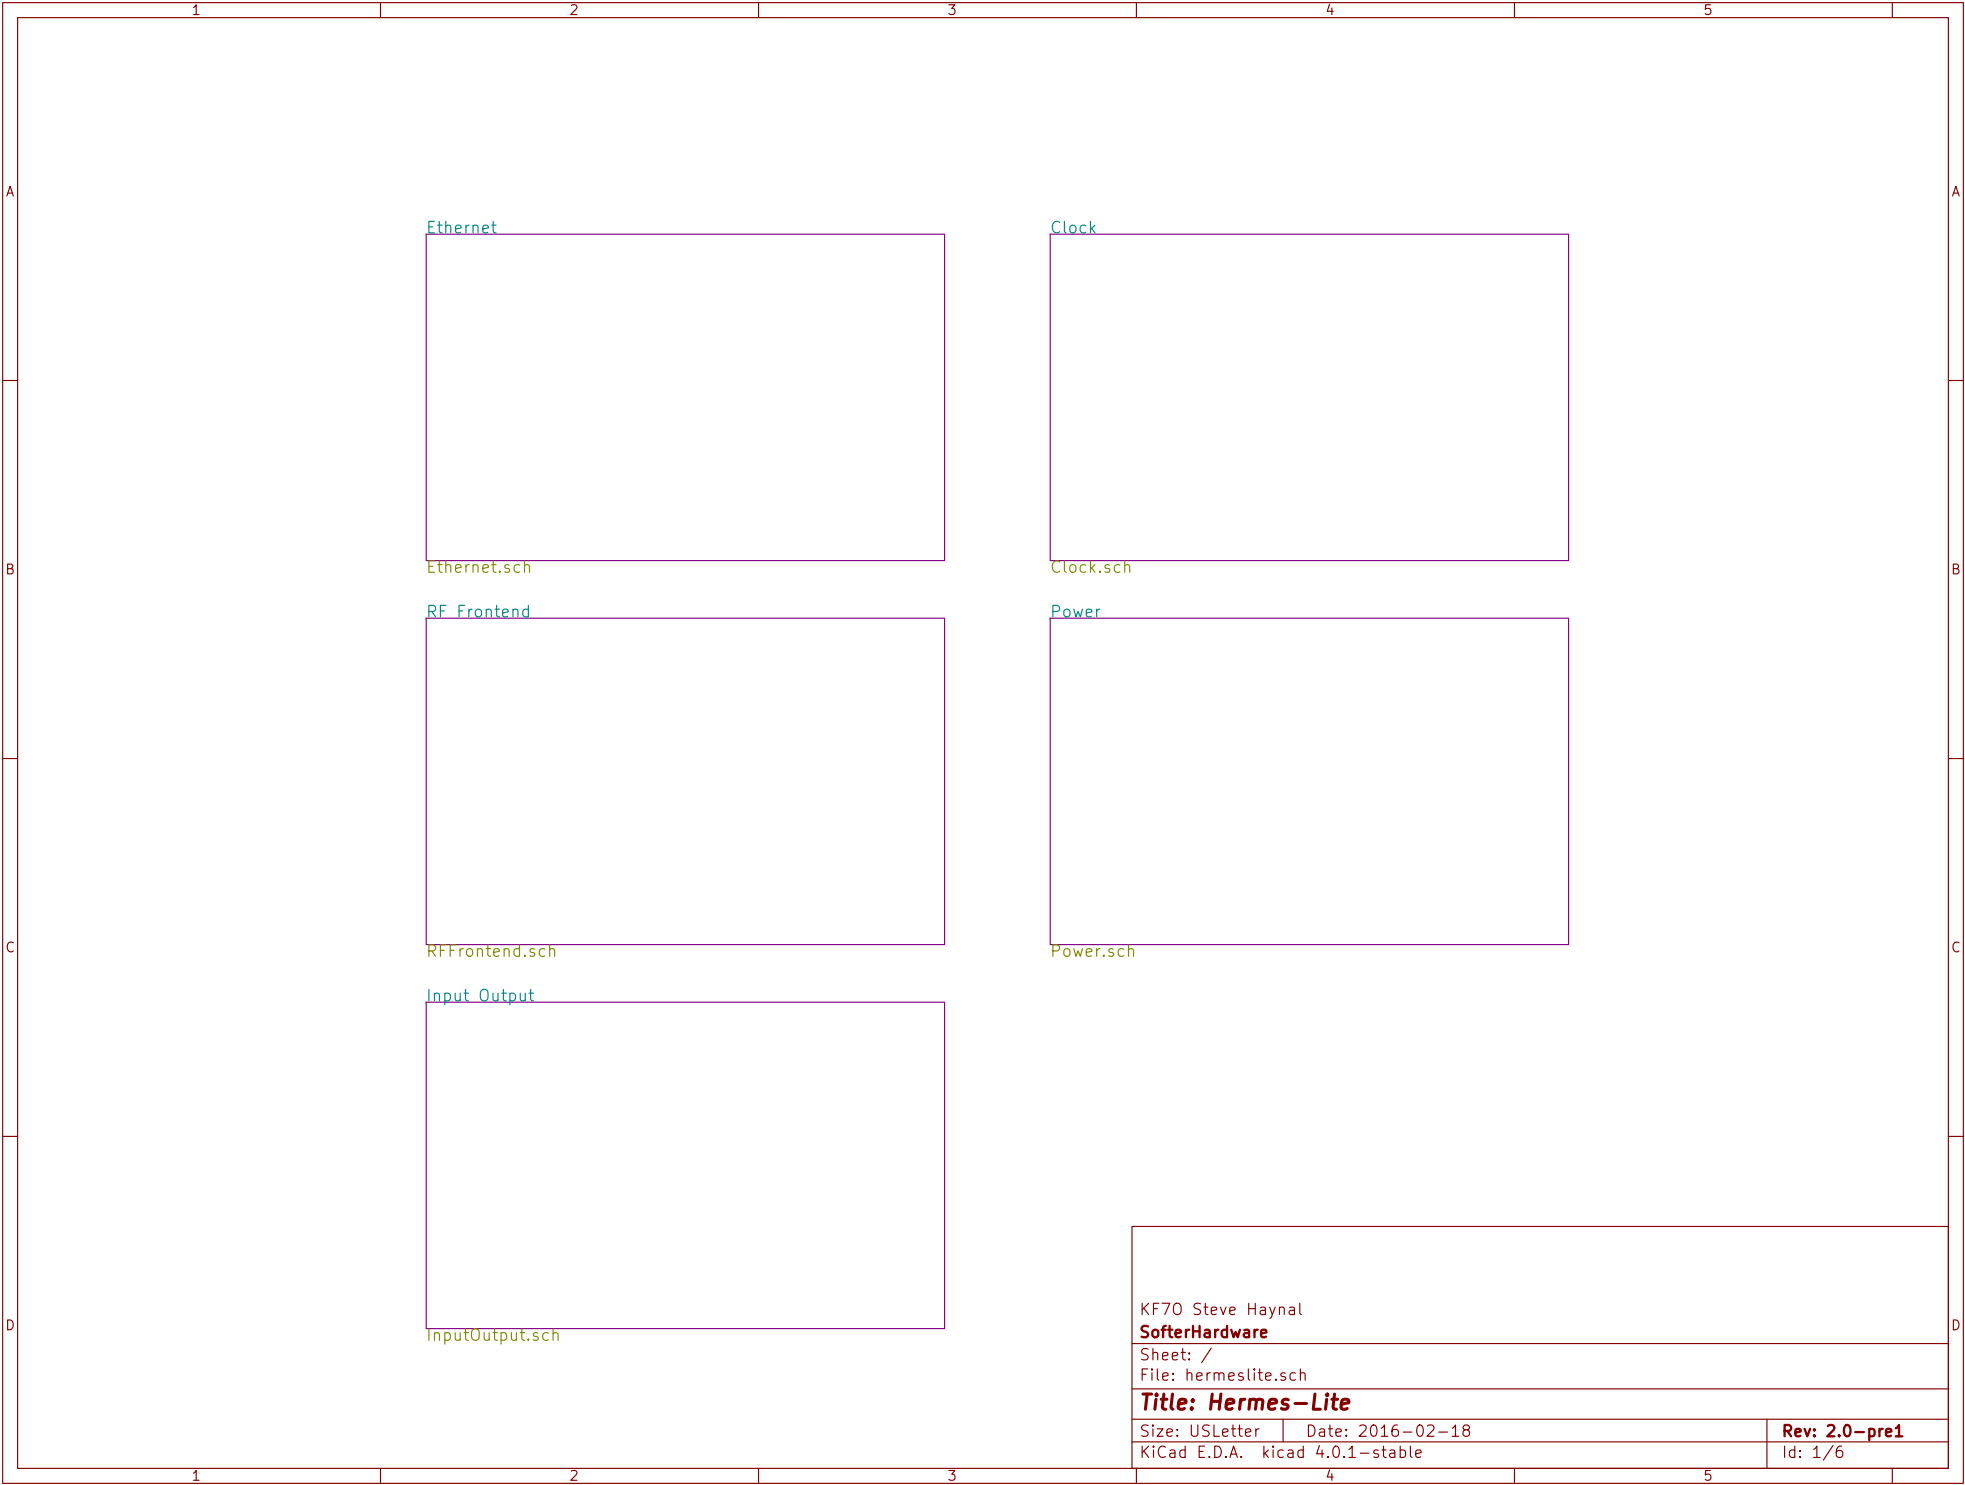 1 2 3 4 5
A A
Ethernet Clock
Ethernet.sch Clock.sch
B B
RF Frontend Power
RFFrontend.sch Power.sch
C C
Input Output
InputOutput.sch
KF7O Steve Haynal
D D
SofterHardware
Sheet: /
File: hermeslite.sch
Title: Hermes-Lite
Size: USLetter Date: 2016-02-18 Rev: 2.0-pre1
KiCad E.D.A. kicad 4.0.1-stable Id: 1/6
1 2 3 4 5